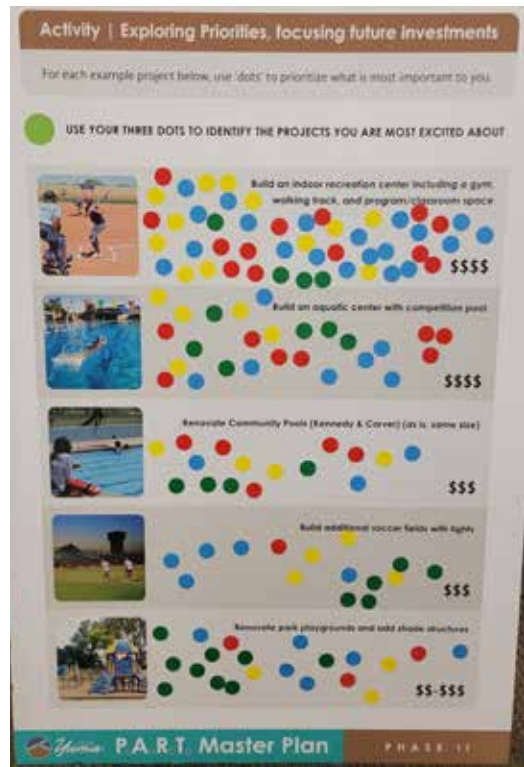 Activity | Exploring Priorities, focusing future investments
For each example project below, use 'dots' to prioritize what is most important to you.
USE YOUR THREE DOTS TO IDENTIFY THE PROJECTS YOU ARE MOST EXCITED ABOUT
Build an indoor recreation center including a gym,
walking track, and program/classroom space
$$$$
Build an aquatic center with competition pool
$$$$
Renovate Community Pools (Kennedy & Carver) (as is, same size)
$$$
Build additional soccer fields with lights
$$$
Renovate park playgrounds and add shade structures
$$-$$$
Yuma P.A.R.T. Master Plan
PHASE II